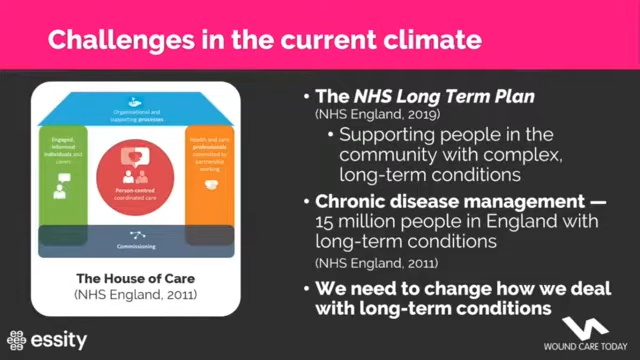 Challenges in the current climate
Organisational and
supporting processes
Engaged,
informed
individuals and
carers
Health and care
professionals
committed to
partnership
working
Person-centred
coordinated care
Commissioning
The House of Care
(NHS England, 2011)
• The NHS Long Term Plan
(NHS England, 2019)
• Supporting people in the
community with complex,
long-term conditions
• Chronic disease management —
15 million people in England with
long-term conditions
(NHS England, 2011)
• We need to change how we deal
with long-term conditions
essity
WOUND CARE TODAY